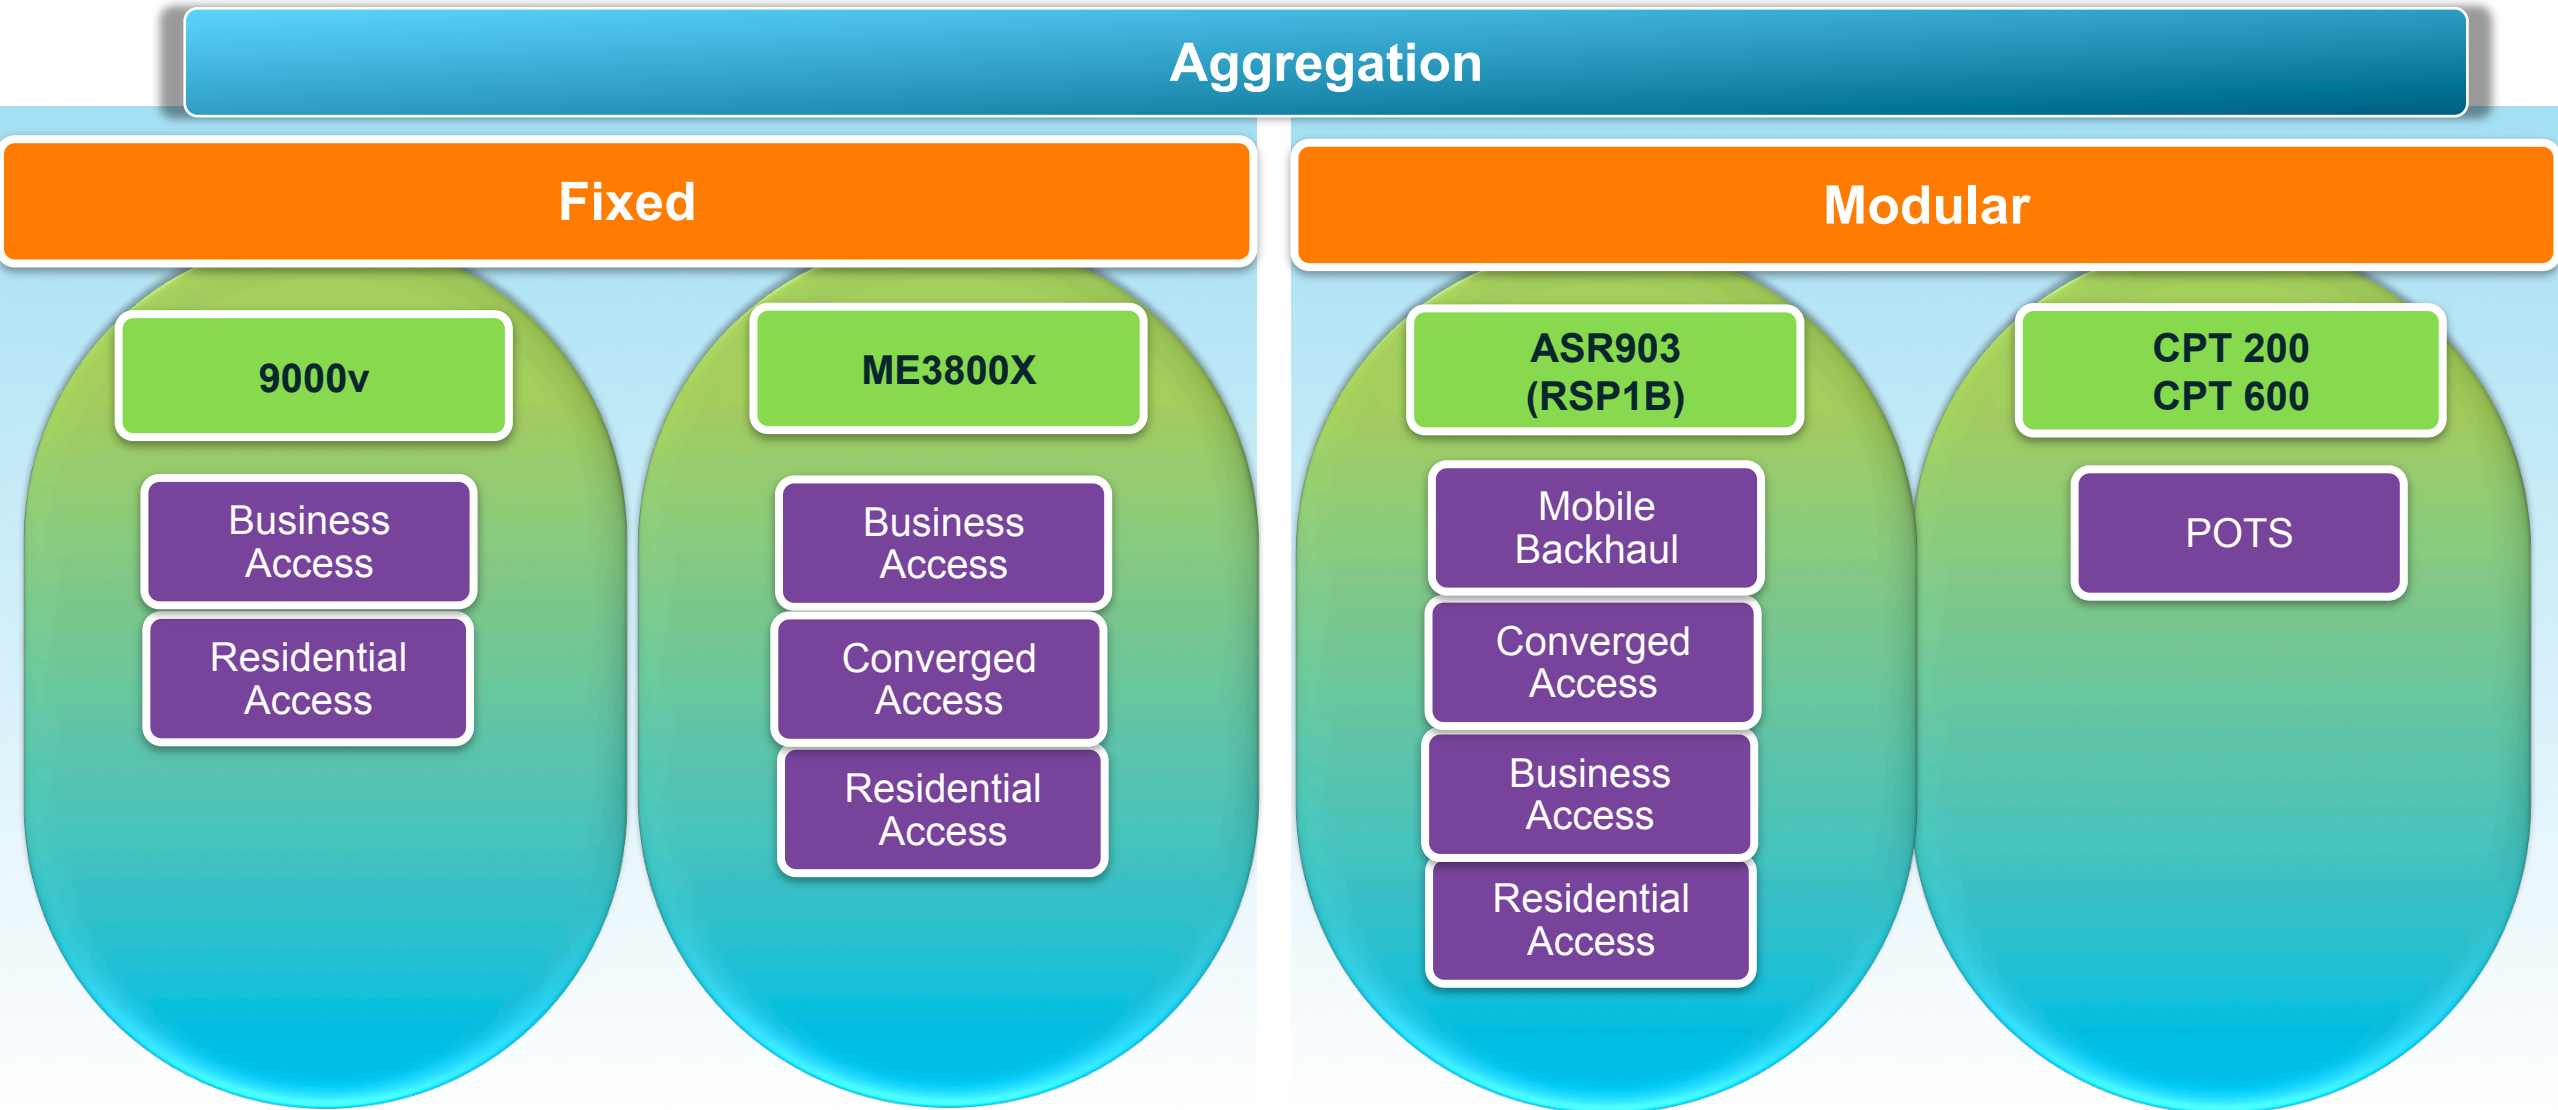 Aggregation
Fixed
Modular
9000v
Business
Access
Residential
Access
ME3800X
Business
Access
Converged
Access
Residential
Access
ASR903
(RSP1B)
Mobile
Backhaul
Converged
Access
Business
Access
Residential
Access
CPT 200
CPT 600
POTS